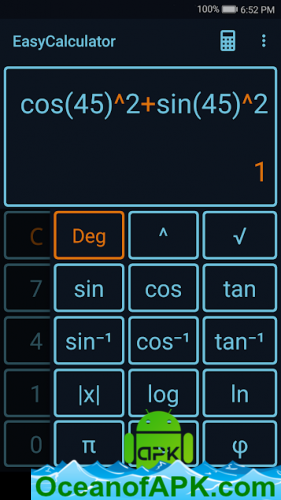 100% 6:52 PM
EasyCalculator
cos(45)^2+sin(45)^2
1
C Deg ^ √
7 sin cos tan
4 sin⁻¹ cos⁻¹ tan⁻¹
1 |x| log ln
0 π φ
APK
OceanofAPK.com